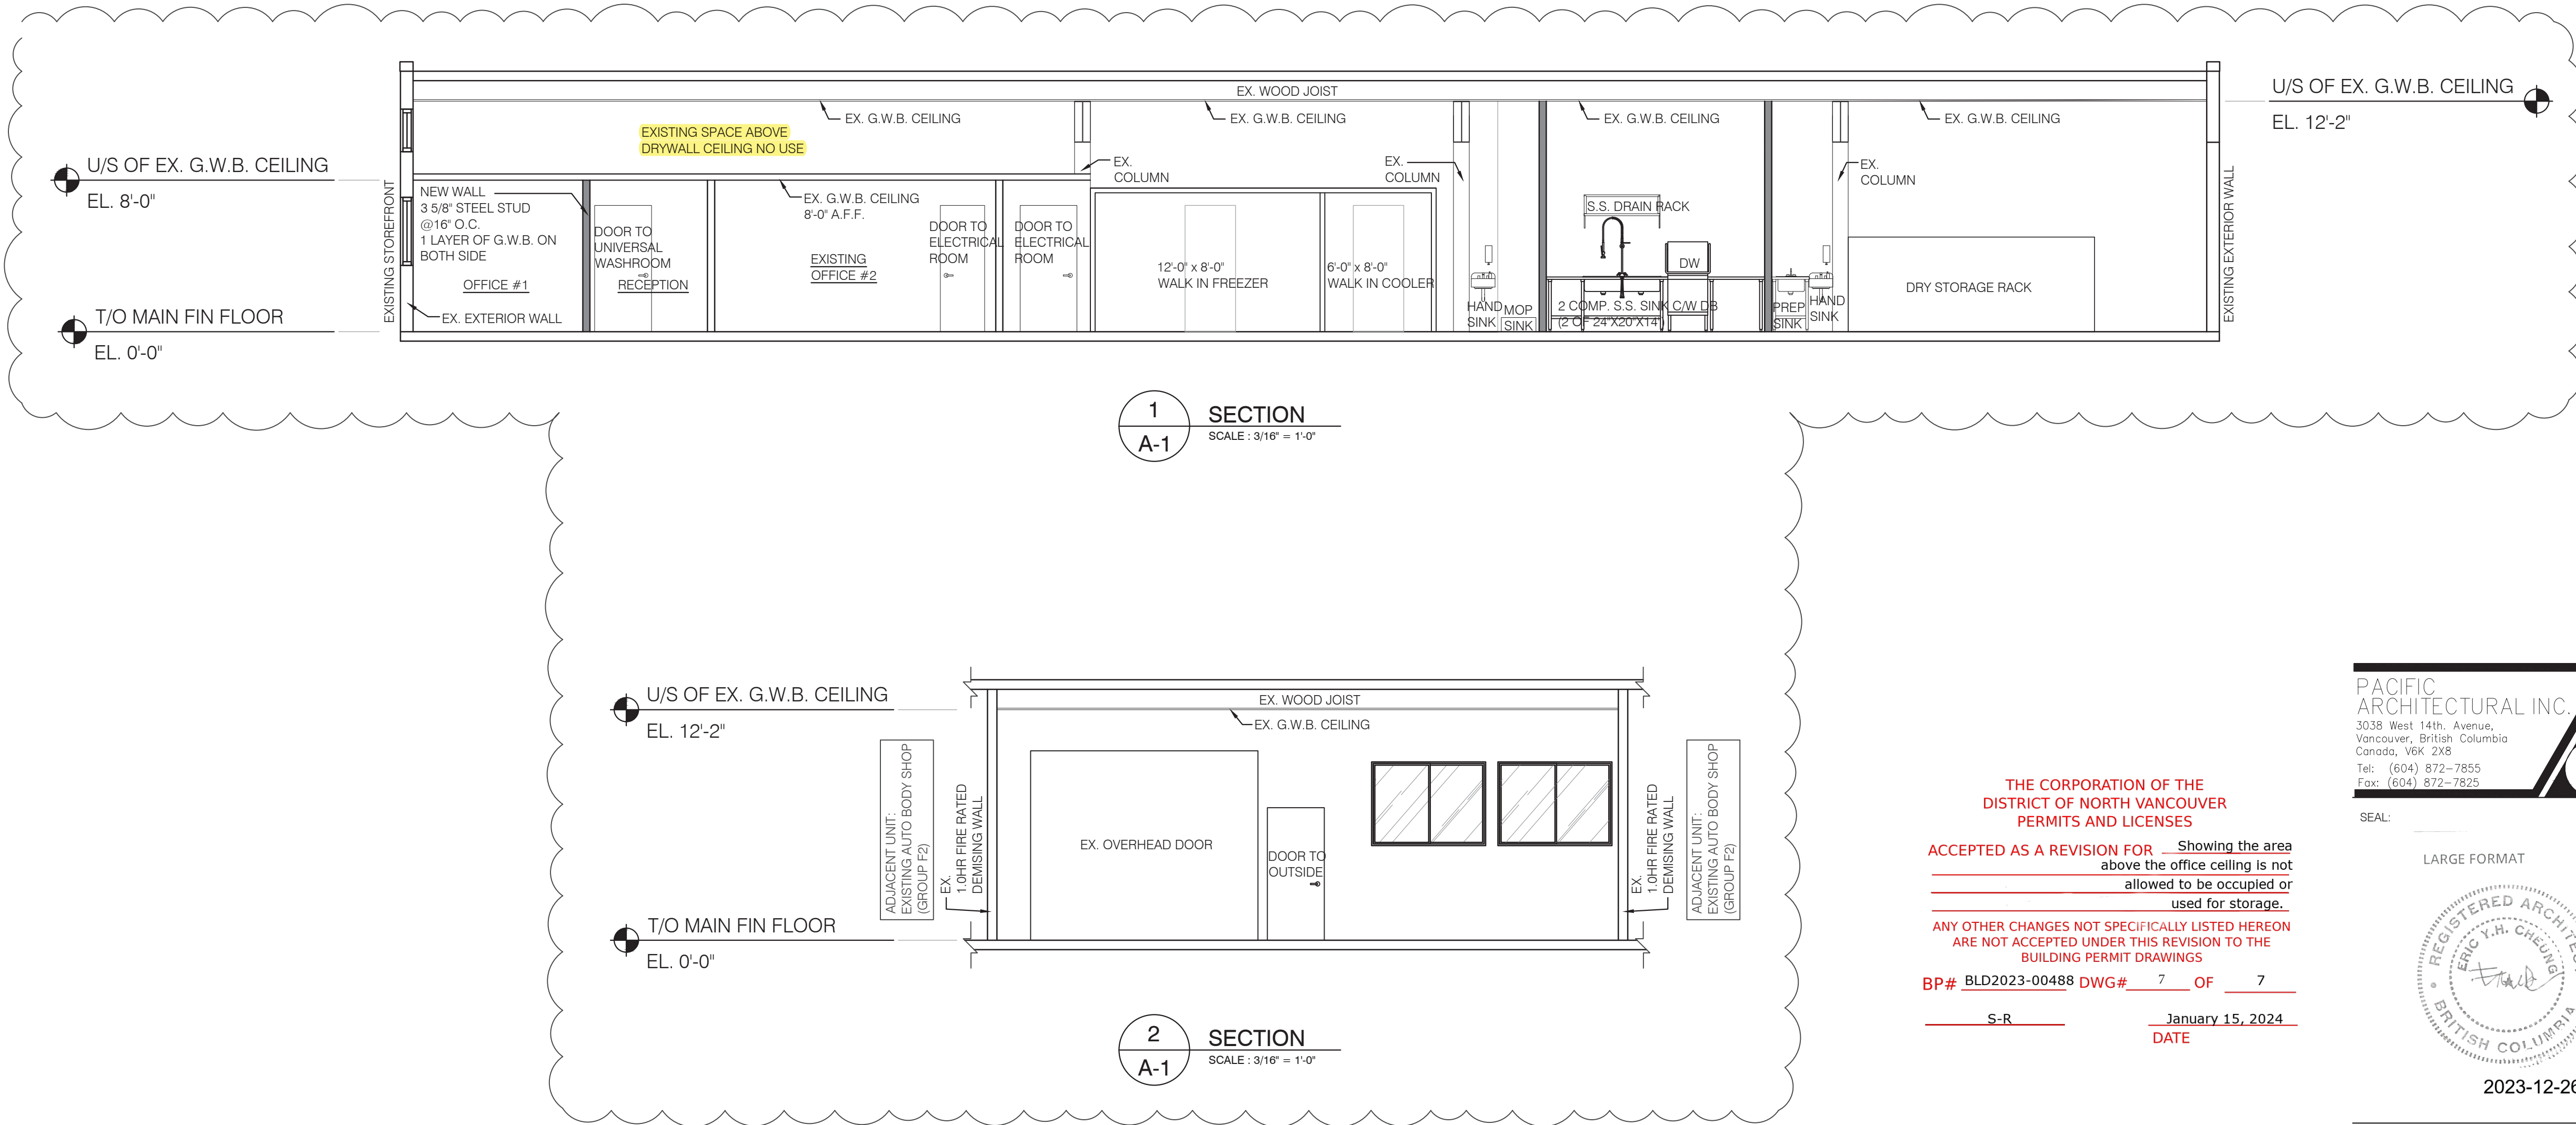 EX. WOOD JOIST
U/S OF EX. G.W.B. CEILING
EL. 12'-2"
EX. G.W.B. CEILING
EX. G.W.B. CEILING
EX. G.W.B. CEILING
EX. G.W.B. CEILING
EXISTING SPACE ABOVE
DRYWALL CEILING NO USE
U/S OF EX. G.W.B. CEILING
EL. 8'-0"
EX.
COLUMN
EX.
COLUMN
EX.
COLUMN
EXISTING STOREFRONT
NEW WALL
3 5/8" STEEL STUD
@16" O.C.
1 LAYER OF G.W.B. ON
BOTH SIDE
OFFICE #1
EX. EXTERIOR WALL
DOOR TO
UNIVERSAL
WASHROOM
RECEPTION
EX. G.W.B. CEILING
8'-0" A.F.F.
EXISTING
OFFICE #2
DOOR TO
ELECTRICAL
ROOM
DOOR TO
ELECTRICAL
ROOM
12'-0" x 8'-0"
WALK IN FREEZER
6'-0" x 8'-0"
WALK IN COOLER
HAND
SINK
MOP
SINK
S.S. DRAIN RACK
DW
2 COMP. S.S. SINK C/W DB
(2 OF 24"X20"X14")
PREP
SINK
HAND
SINK
DRY STORAGE RACK
EXISTING EXTERIOR WALL
T/O MAIN FIN FLOOR
EL. 0'-0"
1
A-1
SECTION
SCALE : 3/16" = 1'-0"
U/S OF EX. G.W.B. CEILING
EL. 12'-2"
EX. WOOD JOIST
EX. G.W.B. CEILING
ADJACENT UNIT:
EXISTING AUTO BODY SHOP
(GROUP F2)
EX.
1.0HR FIRE RATED
DEMISING WALL
EX. OVERHEAD DOOR
DOOR TO
OUTSIDE
EX.
1.0HR FIRE RATED
DEMISING WALL
ADJACENT UNIT:
EXISTING AUTO BODY SHOP
(GROUP F2)
T/O MAIN FIN FLOOR
EL. 0'-0"
2
A-1
SECTION
SCALE : 3/16" = 1'-0"
THE CORPORATION OF THE
DISTRICT OF NORTH VANCOUVER
PERMITS AND LICENSES
ACCEPTED AS A REVISION FOR Showing the area
above the office ceiling is not
allowed to be occupied or
used for storage.
ANY OTHER CHANGES NOT SPECIFICALLY LISTED HEREON
ARE NOT ACCEPTED UNDER THIS REVISION TO THE
BUILDING PERMIT DRAWINGS
BP# BLD2023-00488 DWG# 7 OF 7
S-R January 15, 2024
DATE
PACIFIC
ARCHITECTURAL INC.
3038 West 14th. Avenue,
Vancouver, British Columbia
Canada, V6K 2X8
Tel: (604) 872-7855
Fax: (604) 872-7825
SEAL:
LARGE FORMAT
REGISTERED
ERIC Y.H. CHEUNG
BRITISH COLUMBIA
2023-12-26